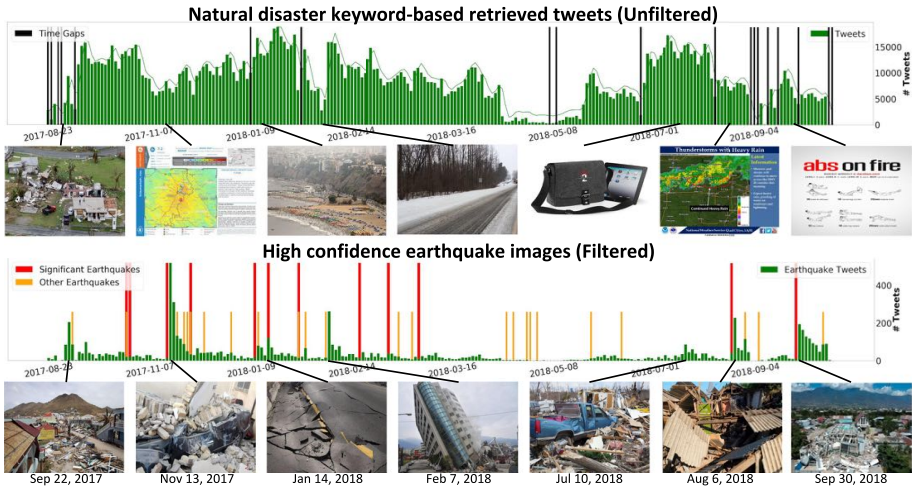 Natural disaster keyword-based retrieved tweets (Unfiltered)
Time Gaps
Tweets
15000
10000
5000
0
# Tweets
2017-08-23
2017-11-07
2018-01-09
2018-02-14
2018-03-16
2018-05-08
2018-07-01
2018-09-04
Thunderstorms with Heavy Rain
Latest Information
Continued Heavy Rain
abs on fire
High confidence earthquake images (Filtered)
Significant Earthquakes
Other Earthquakes
Earthquake Tweets
400
200
0
# Tweets
2017-08-23
2017-11-07
2018-01-09
2018-02-14
2018-03-16
2018-05-08
2018-07-01
2018-09-04
Sep 22, 2017
Nov 13, 2017
Jan 14, 2018
Feb 7, 2018
Jul 10, 2018
Aug 6, 2018
Sep 30, 2018